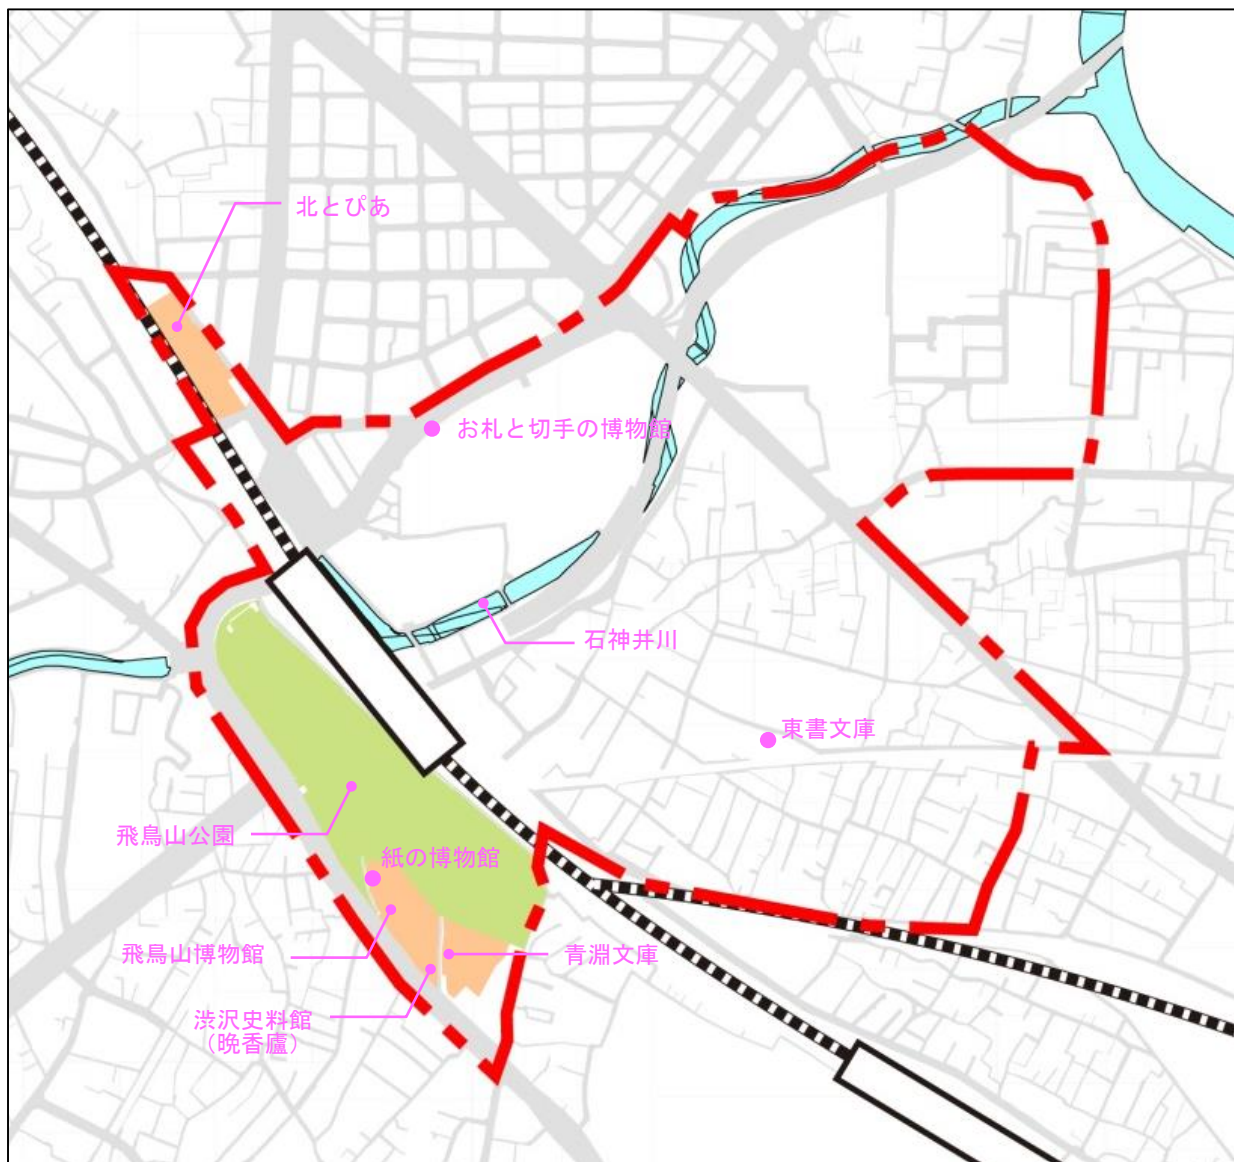 北とぴあ
お札と切手の博物館
石神井川
東書文庫
飛鳥山公園
紙の博物館
飛鳥山博物館
青淵文庫
渋沢史料館
（晩香廬）